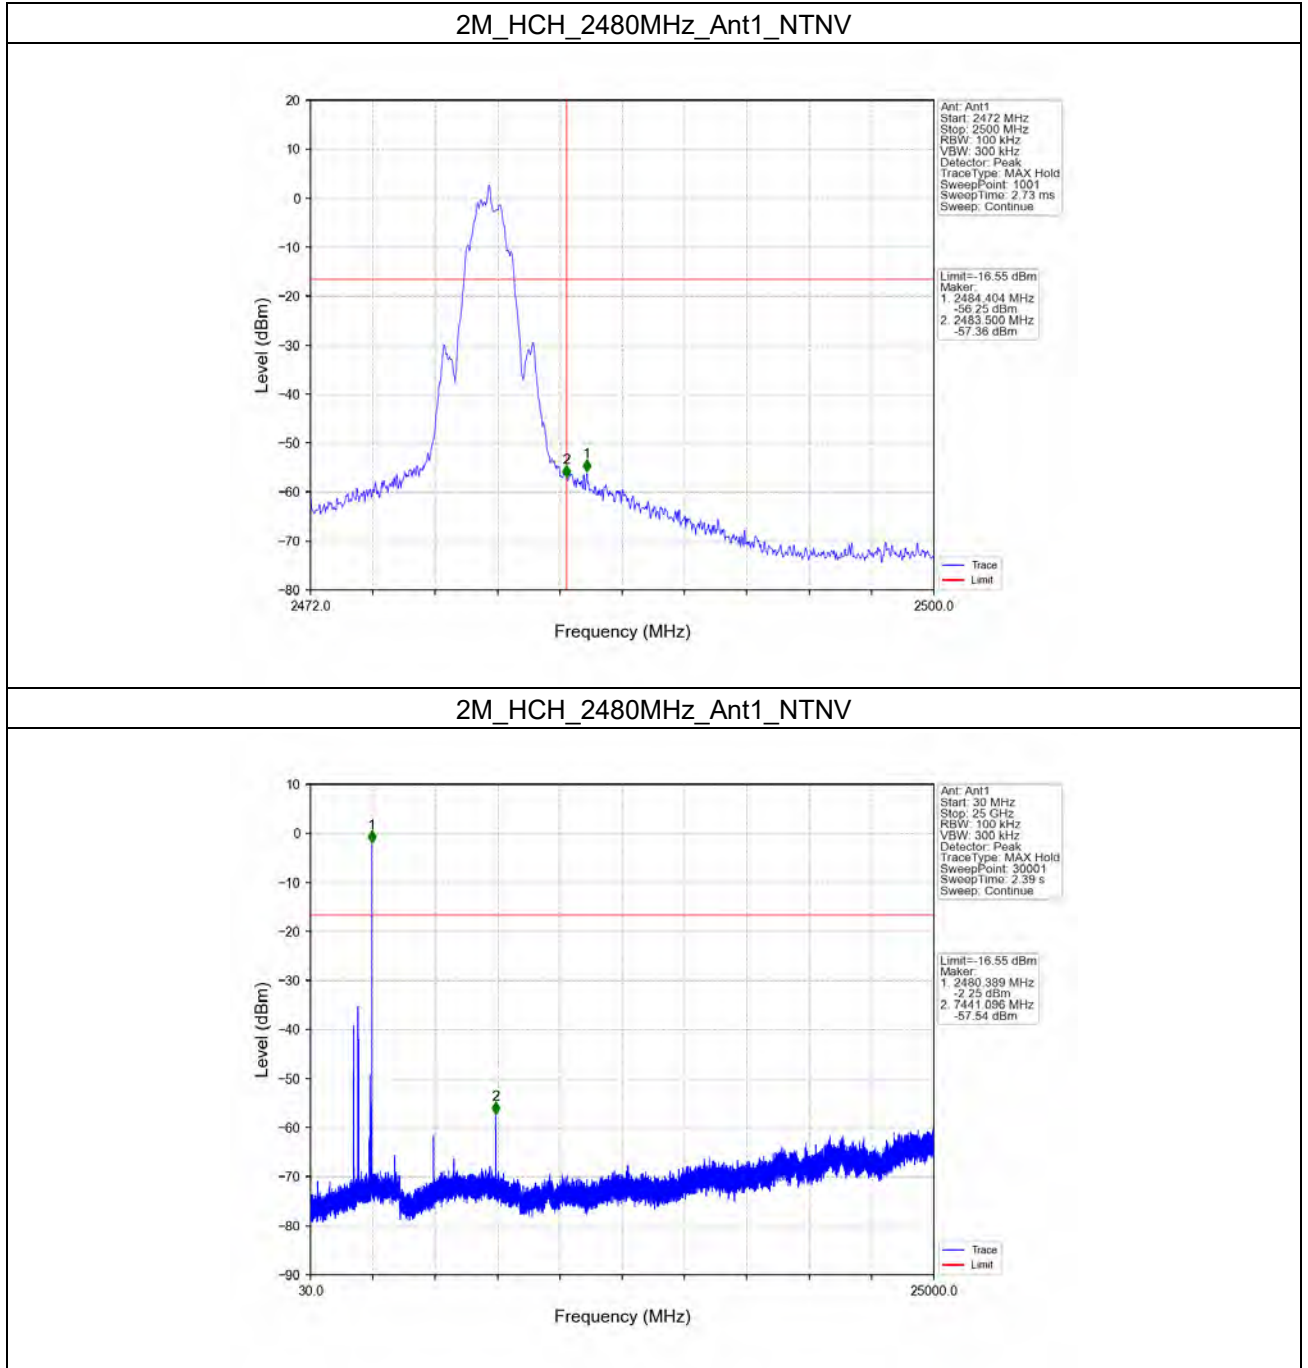 2M_HCH_2480MHz_Ant1_NTNV
20
10
0
−10
−20
−30
−40
−50
−60
−70
−80
Level (dBm)
2472.0
2500.0
Frequency (MHz)
2
1
Ant: Ant1
Start: 2472 MHz
Stop: 2500 MHz
RBW: 100 kHz
VBW: 300 kHz
Detector: Peak
TraceType: MAX Hold
SweepPoint: 1001
SweepTime: 2.73 ms
Sweep: Continue
Limit=-16.55 dBm
Maker:
1. 2484.404 MHz
-56.25 dBm
2. 2483.500 MHz
-57.36 dBm
Trace
Limit
2M_HCH_2480MHz_Ant1_NTNV
10
0
−10
−20
−30
−40
−50
−60
−70
−80
−90
Level (dBm)
30.0
25000.0
Frequency (MHz)
1
2
Ant: Ant1
Start: 30 MHz
Stop: 25 GHz
RBW: 100 kHz
VBW: 300 kHz
Detector: Peak
TraceType: MAX Hold
SweepPoint: 30001
SweepTime: 2.39 s
Sweep: Continue
Limit=-16.55 dBm
Maker:
1. 2480.389 MHz
-2.25 dBm
2. 7441.096 MHz
-57.54 dBm
Trace
Limit